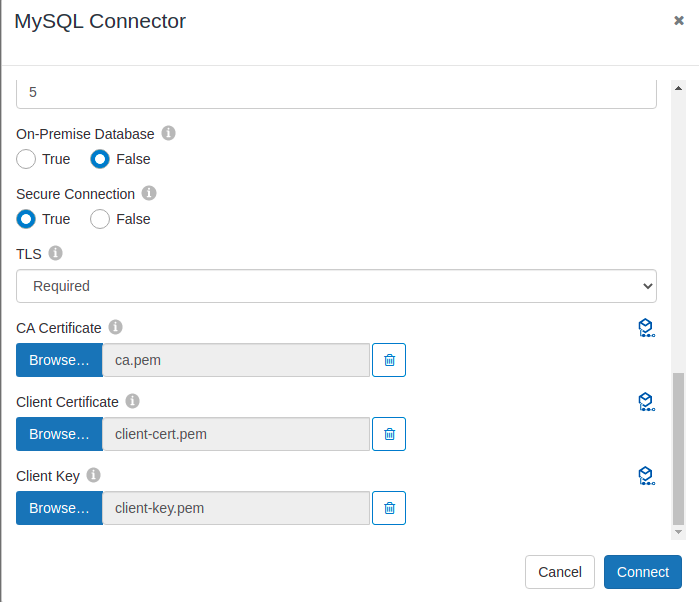 MySQL Connector
5
On-Premise Database
True False
Secure Connection
True False
TLS
Required
CA Certificate
Browse... ca.pem
Client Certificate
Browse... client-cert.pem
Client Key
Browse... client-key.pem
Cancel Connect